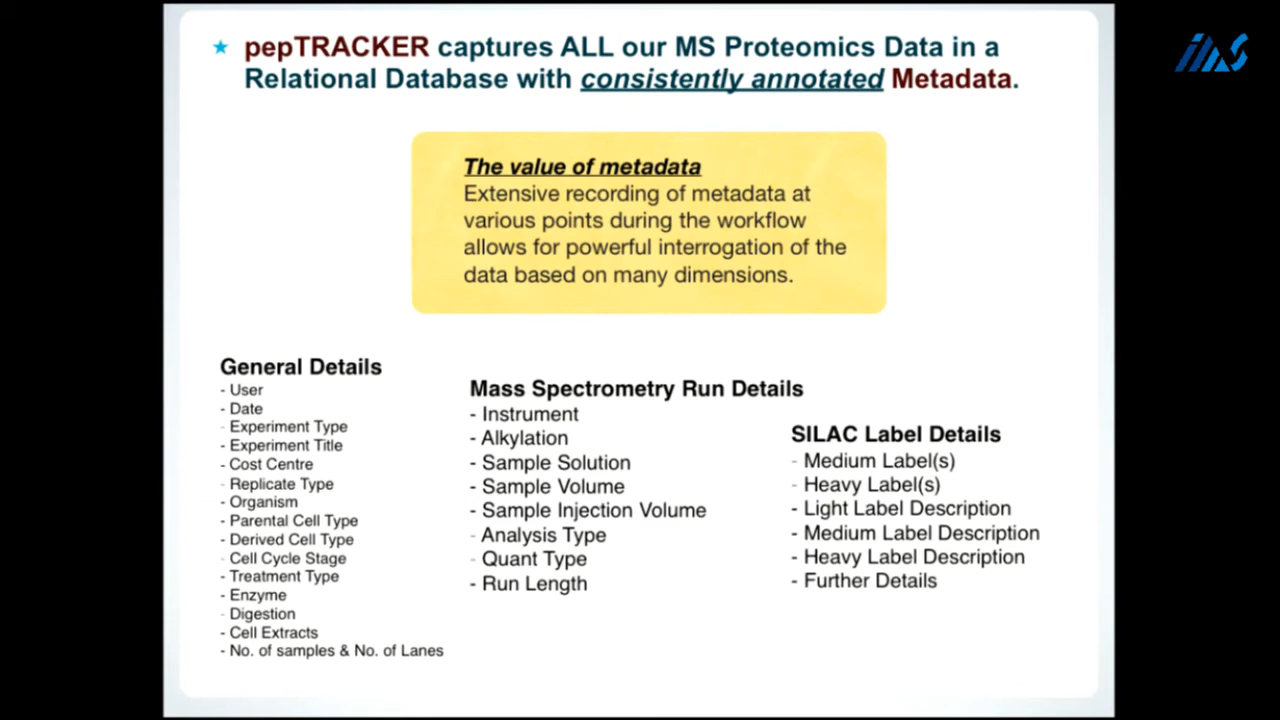 ★ pepTRACKER captures ALL our MS Proteomics Data in a
Relational Database with consistently annotated Metadata.
The value of metadata
Extensive recording of metadata at
various points during the workflow
allows for powerful interrogation of the
data based on many dimensions.
General Details
- User
- Date
- Experiment Type
- Experiment Title
- Cost Centre
- Replicate Type
- Organism
- Parental Cell Type
- Derived Cell Type
- Cell Cycle Stage
- Treatment Type
- Enzyme
- Digestion
- Cell Extracts
- No. of samples & No. of Lanes
Mass Spectrometry Run Details
- Instrument
- Alkylation
- Sample Solution
- Sample Volume
- Sample Injection Volume
- Analysis Type
- Quant Type
- Run Length
SILAC Label Details
- Medium Label(s)
- Heavy Label(s)
- Light Label Description
- Medium Label Description
- Heavy Label Description
- Further Details